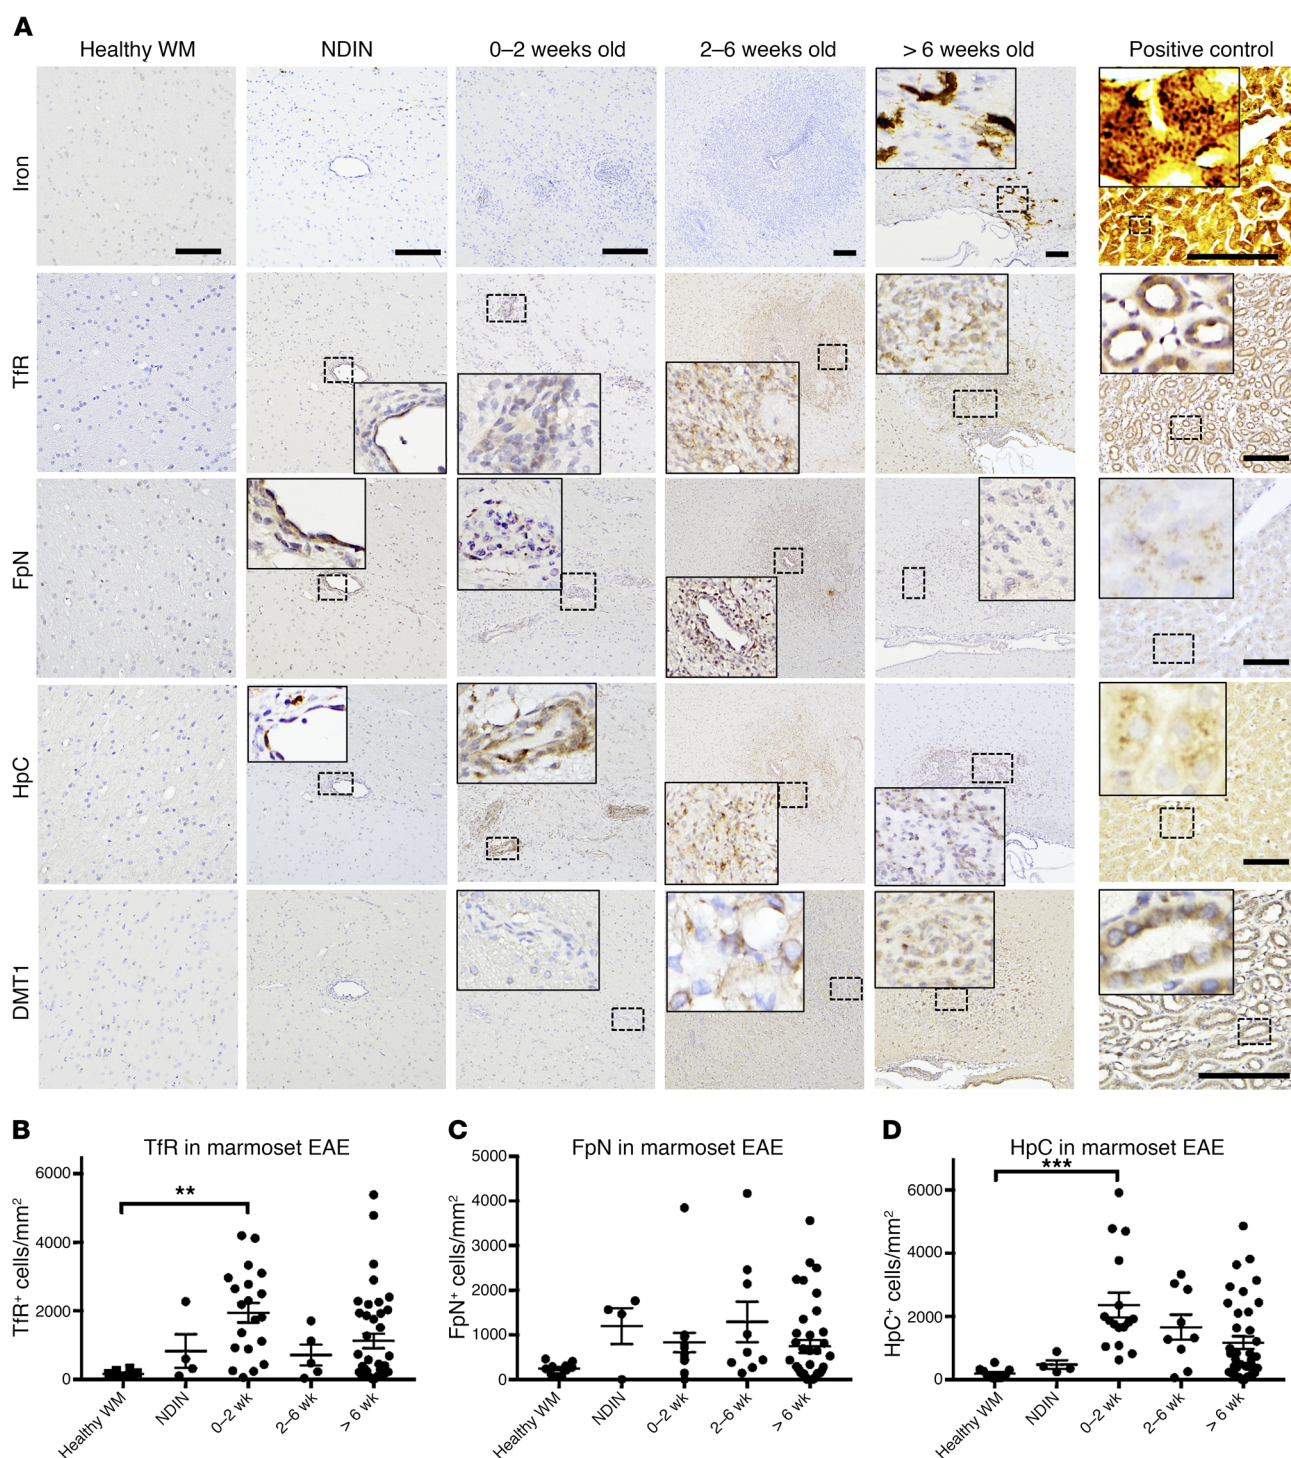 A
Healthy WM NDIN 0–2 weeks old 2–6 weeks old > 6 weeks old Positive control
Iron
TfR
FpN
HpC
DMT1
B
TfR in marmoset EAE
TfR+ cells/mm²
6000
4000
2000
0
**
Healthy WM
NDIN
0–2 wk
2–6 wk
> 6 wk
C
FpN in marmoset EAE
FpN+ cells/mm²
5000
4000
3000
2000
1000
0
Healthy WM
NDIN
0–2 wk
2–6 wk
> 6 wk
D
HpC in marmoset EAE
HpC+ cells/mm²
6000
4000
2000
0
***
Healthy WM
NDIN
0–2 wk
2–6 wk
> 6 wk